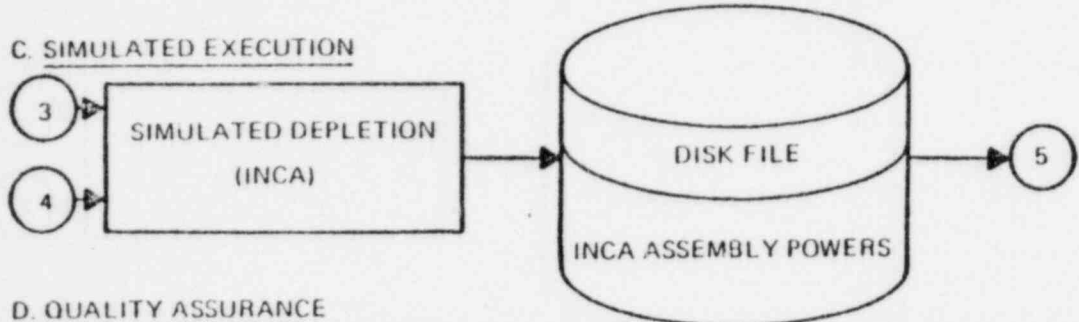 C. SIMULATED EXECUTION
3
SIMULATED DEPLETION
(INCA)
4
DISK FILE
INCA ASSEMBLY POWERS
5
D. QUALITY ASSURANCE